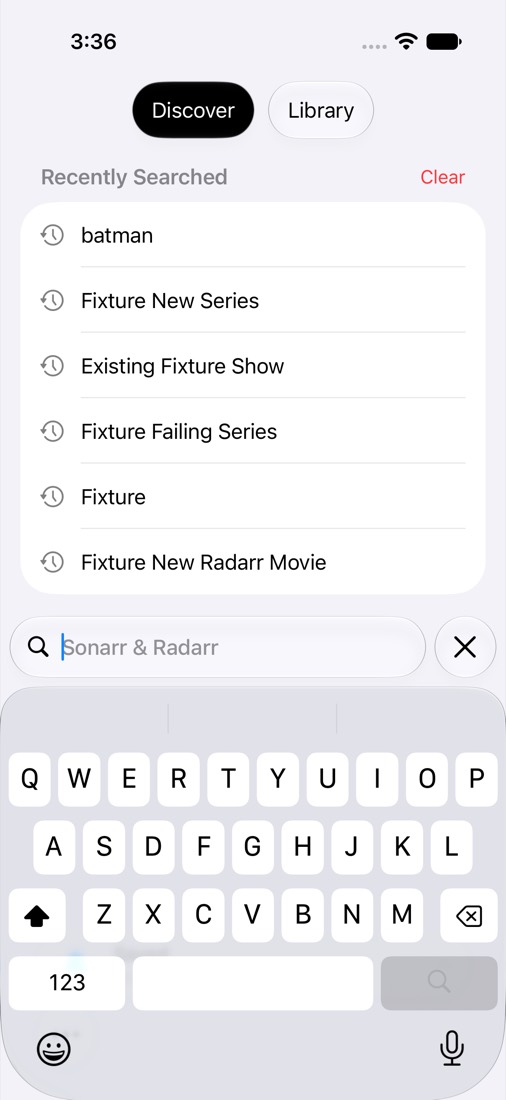 3:36
Discover
Library
Recently Searched
Clear
batman
Fixture New Series
Existing Fixture Show
Fixture Failing Series
Fixture
Fixture New Radarr Movie
Sonarr & Radarr
Q W E R T Y U I O P
A S D F G H J K L
Z X C V B N M
123